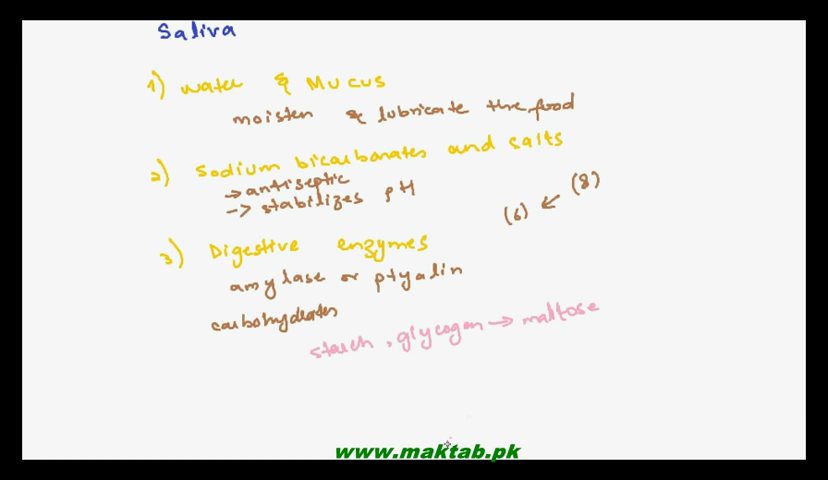 Saliva
1) Water & Mucus
moisten & lubricate the food
2) Sodium bicarbonates and salts
→ antiseptic
→ stabilizes pH
(6) ← (8)
3) Digestive enzymes
amylase or ptyalin
carbohydrates
starch, glycogen → maltose
www.maktab.pk